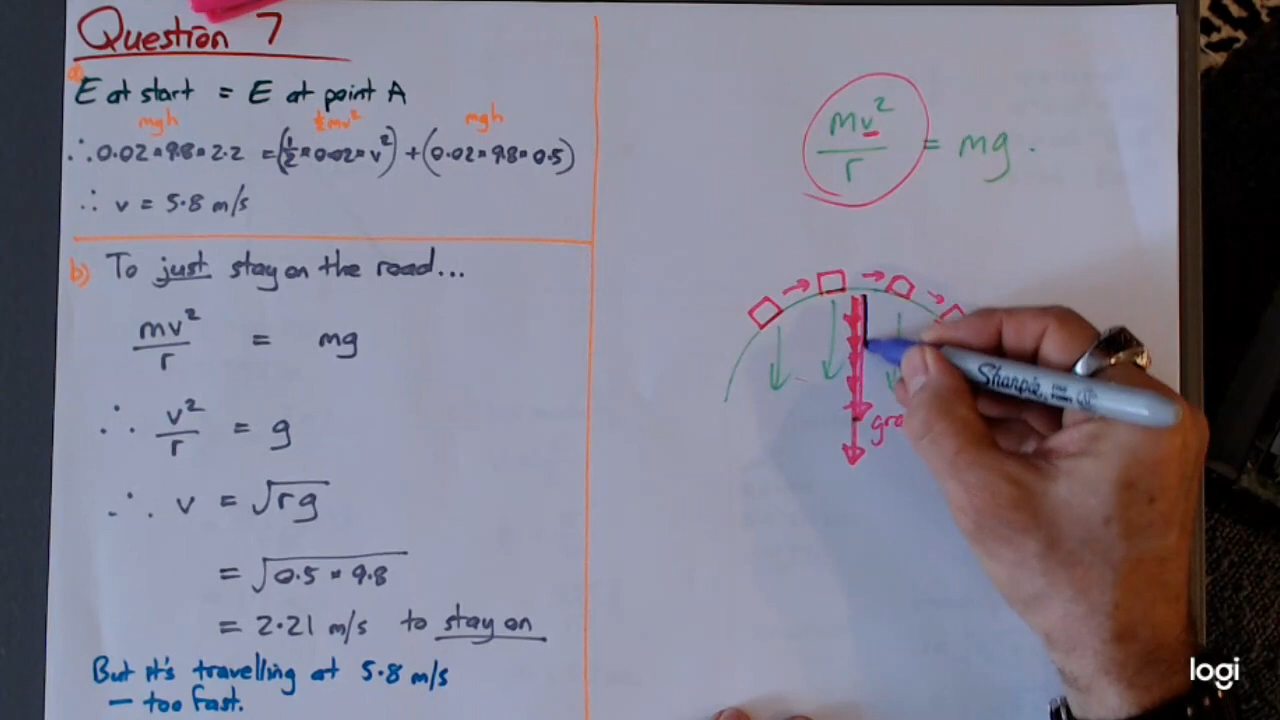 Question 7
a)
E at start = E at point A
mgh ½mv² mgh
∴ 0.02 × 9.8 × 2.2 = (½ × 0.02 × v²) + (0.02 × 9.8 × 0.5)
∴ v = 5.8 m/s
b) To just stay on the road...
mv²/r = mg
∴ v²/r = g
∴ v = √rg
= √0.5 × 9.8
= 2.21 m/s to stay on
But it's travelling at 5.8 m/s
– too fast.
mv²/r = mg.
Sharpie
logi